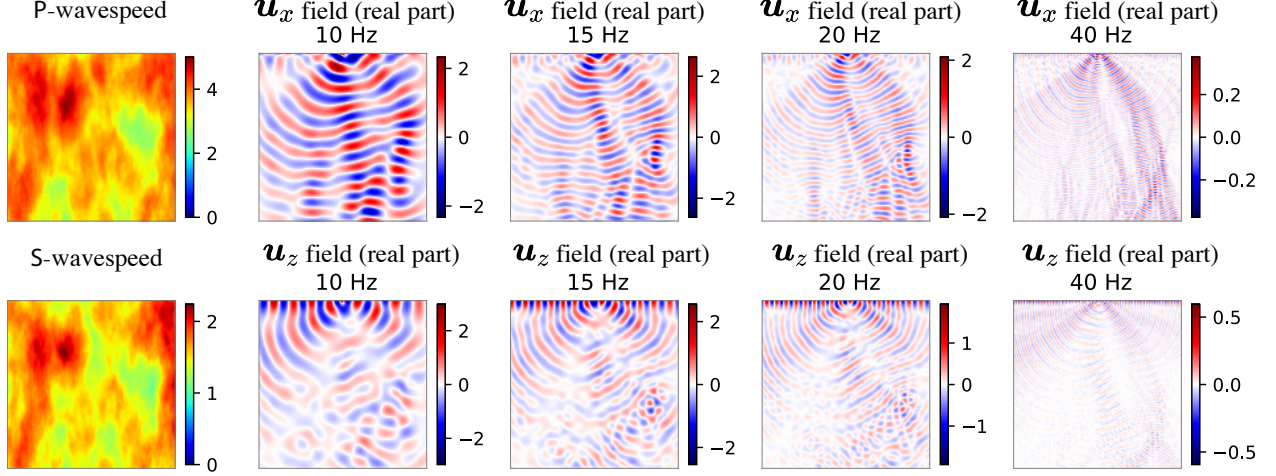 P-wavespeed
u_x field (real part)
u_x field (real part)
u_x field (real part)
u_x field (real part)
10 Hz
15 Hz
20 Hz
40 Hz
4
2
0
2
0
−2
2
0
−2
2
1
0
−1
−2
0.2
0.0
−0.2
S-wavespeed
u_z field (real part)
u_z field (real part)
u_z field (real part)
u_z field (real part)
10 Hz
15 Hz
20 Hz
40 Hz
2
1
0
2
0
−2
2
0
−2
1
0
−1
0.5
0.0
−0.5